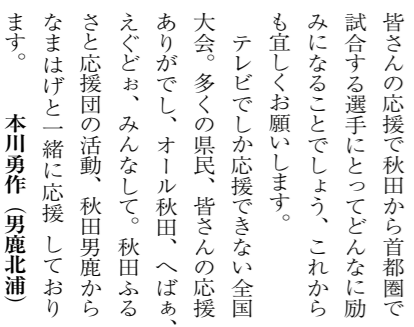 皆さんの応援で秋田から首都圏で
試合する選手にとってどんなに励
みになることでしょう、これから
も宜しくお願いします。
　テレビでしか応援できない全国
大会。多くの県民、皆さんの応援
ありがでし、オール秋田、へばぁ、
えぐどぉ、みんなして。秋田ふる
さと応援団の活動、秋田男鹿から
なまはげと一緒に応援 しており
ます。　　本川勇作（男鹿北浦）